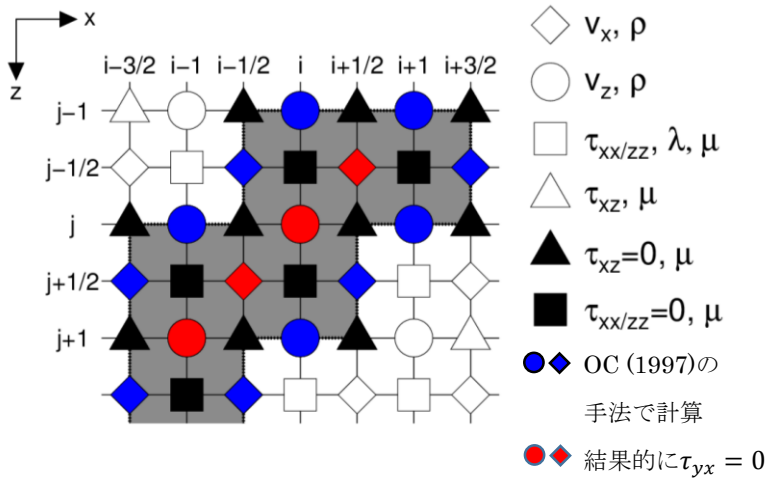 x
z
i−3/2 i−1 i−1/2 i i+1/2 i+1 i+3/2
j−1
j−1/2
j
j+1/2
j+1
vx, ρ
vz, ρ
τxx/zz, λ, μ
τxz, μ
τxz=0, μ
τxx/zz=0, μ
OC (1997)の
手法で計算
結果的にτyx = 0